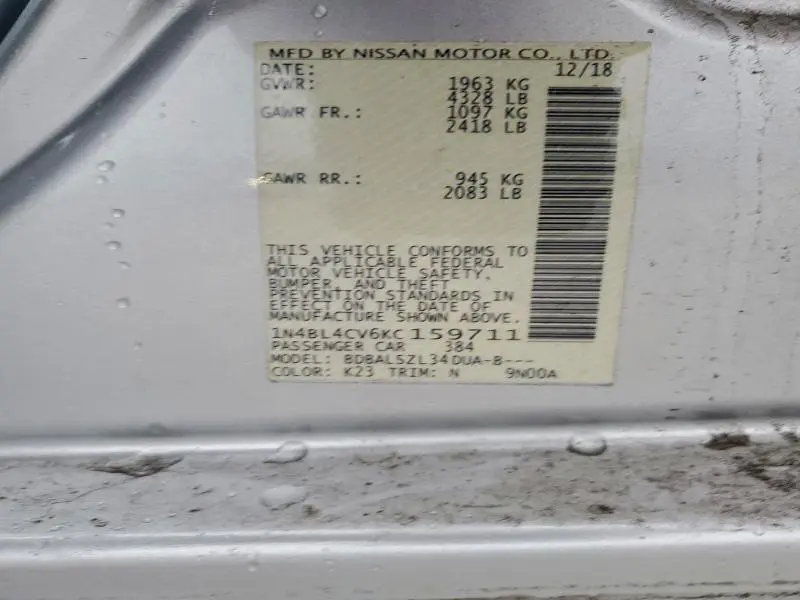 MFD BY NISSAN MOTOR CO., LTD.
DATE: 12/18
GVWR: 1963 KG
4328 LB
GAWR FR.: 1097 KG
2418 LB
GAWR RR.: 945 KG
2083 LB
THIS VEHICLE CONFORMS TO
ALL APPLICABLE FEDERAL
MOTOR VEHICLE SAFETY,
BUMPER, AND THEFT
PREVENTION STANDARDS IN
EFFECT ON THE DATE OF
MANUFACTURE SHOWN ABOVE.
1N4BL4CV6KC159711
PASSENGER CAR 384
MODEL: BDBALSZL34DUA-B---
COLOR: K23 TRIM: N 9N00A